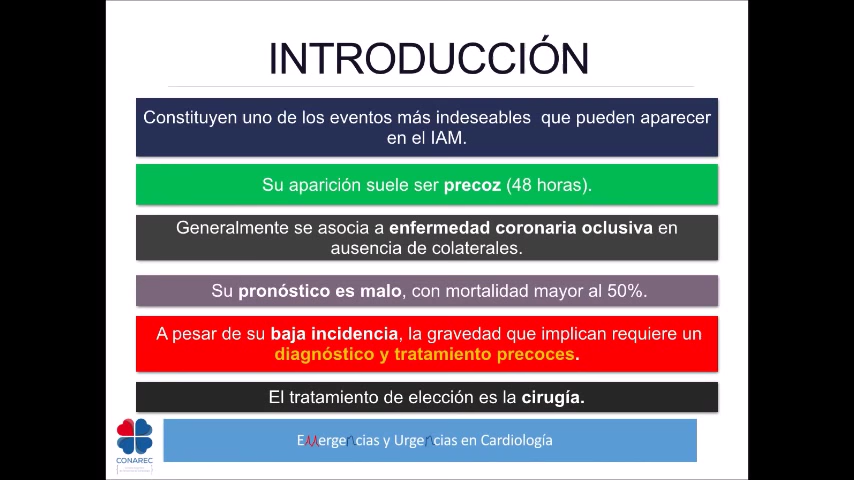 INTRODUCCIÓN
Constituyen uno de los eventos más indeseables que pueden aparecer
en el IAM.
Su aparición suele ser precoz (48 horas).
Generalmente se asocia a enfermedad coronaria oclusiva en
ausencia de colaterales.
Su pronóstico es malo, con mortalidad mayor al 50%.
A pesar de su baja incidencia, la gravedad que implican requiere un
diagnóstico y tratamiento precoces.
El tratamiento de elección es la cirugía.
Emergencias y Urgencias en Cardiología
CONAREC